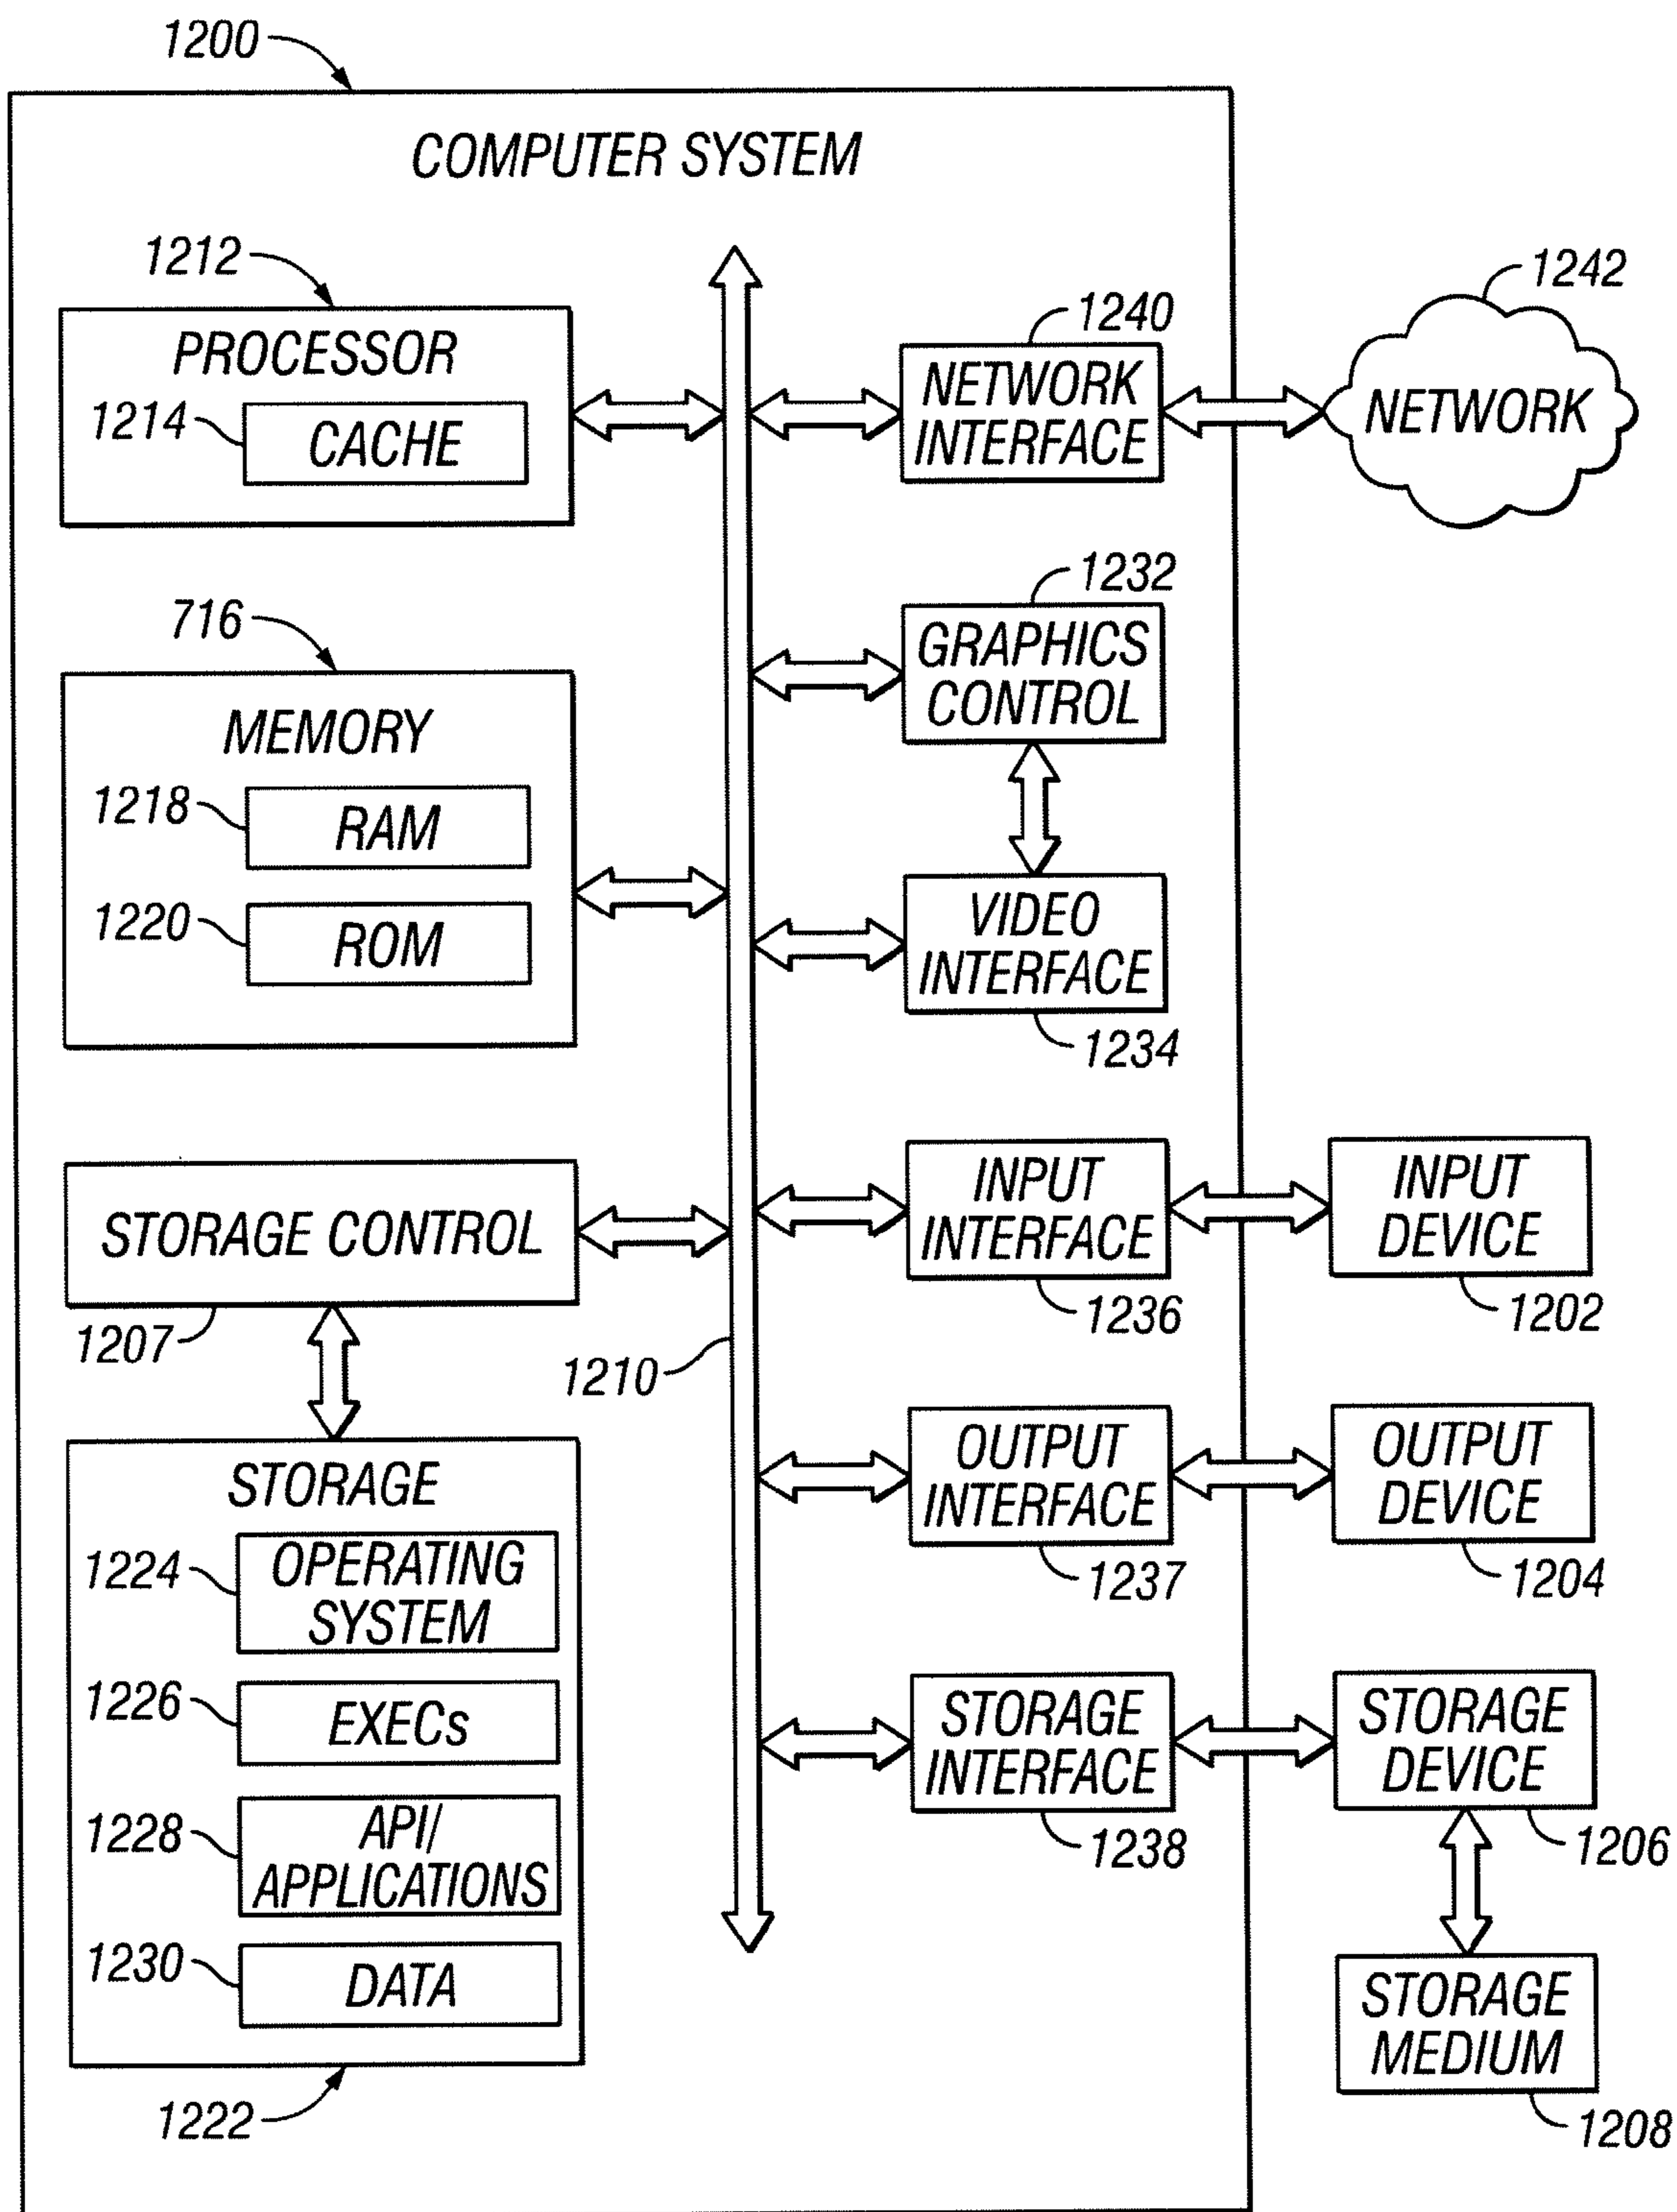 1200
COMPUTER SYSTEM
1212
PROCESSOR
1214
CACHE
716
MEMORY
1218
RAM
1220
ROM
STORAGE CONTROL
1207
STORAGE
1224
OPERATING
SYSTEM
1226
EXECs
1228
API/
APPLICATIONS
1230
DATA
1222
1210
1240
NETWORK
INTERFACE
1242
NETWORK
1232
GRAPHICS
CONTROL
VIDEO
INTERFACE
1234
INPUT
INTERFACE
1236
INPUT
DEVICE
1202
OUTPUT
INTERFACE
1237
OUTPUT
DEVICE
1204
STORAGE
INTERFACE
1238
STORAGE
DEVICE
1206
STORAGE
MEDIUM
1208